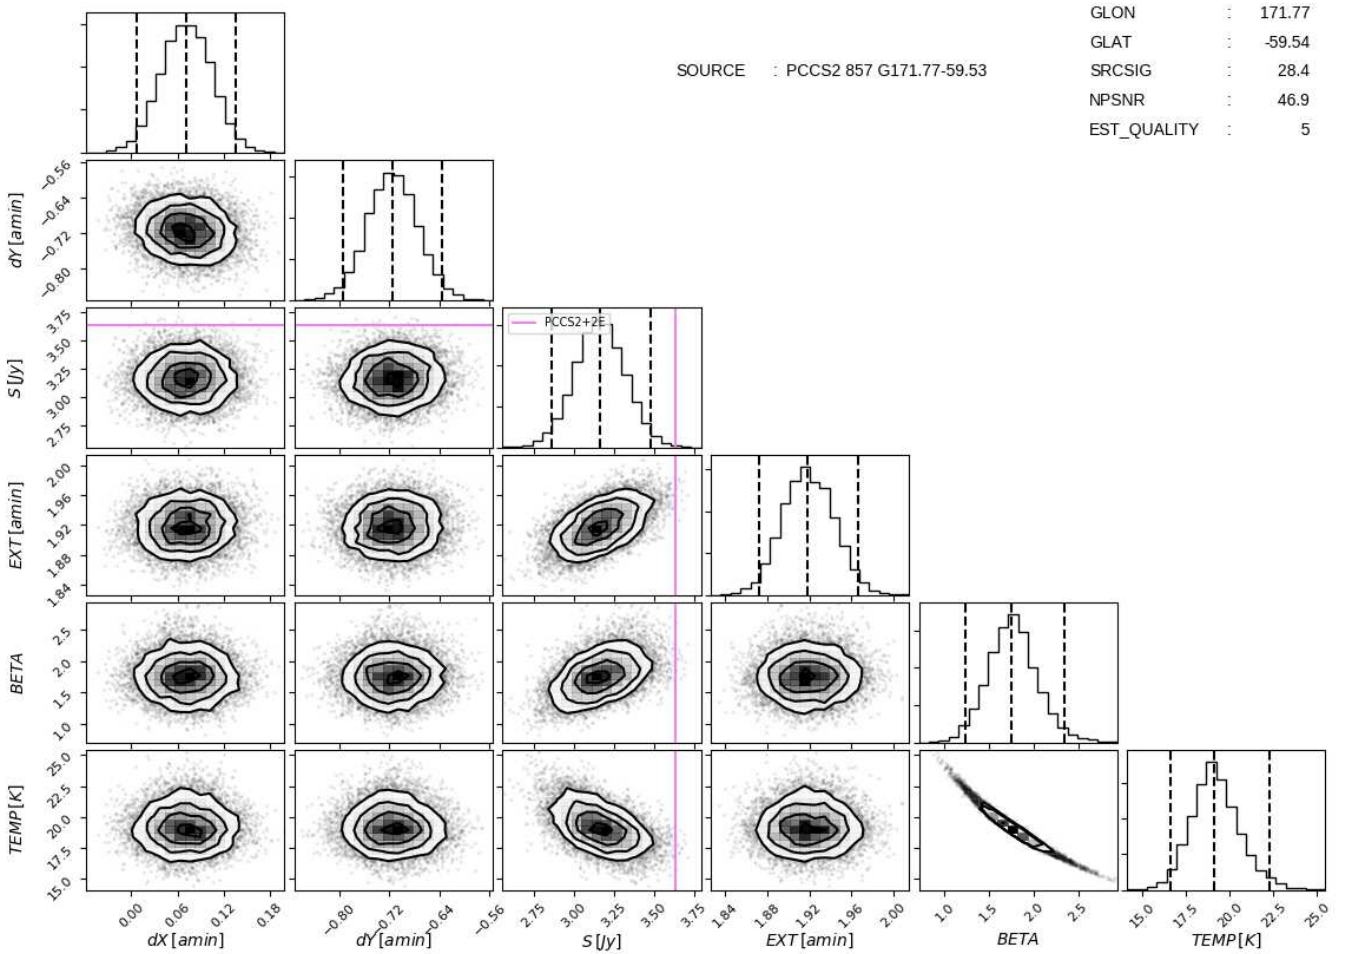 GLON : 171.77
GLAT : -59.54
SOURCE : PCCS2 857 G171.77-59.53
SRCSIG : 28.4
NPSNR : 46.9
EST_QUALITY : 5
dY [amin]
−0.56
−0.64
−0.72
−0.80
S [Jy]
3.75
3.50
3.25
3.00
2.75
PCCS2+2E
EXT [amin]
2.00
1.96
1.92
1.88
1.84
BETA
2.5
2.0
1.5
1.0
TEMP [K]
25.0
22.5
20.0
17.5
15.0
0.00 0.06 0.12 0.18
−0.80 −0.72 −0.64 −0.56
2.75 3.00 3.25 3.50 3.75
1.84 1.88 1.92 1.96 2.00
1.0 1.5 2.0 2.5
15.0 17.5 20.0 22.5 25.0
dX [amin] dY [amin] S [Jy] EXT [amin] BETA TEMP [K]